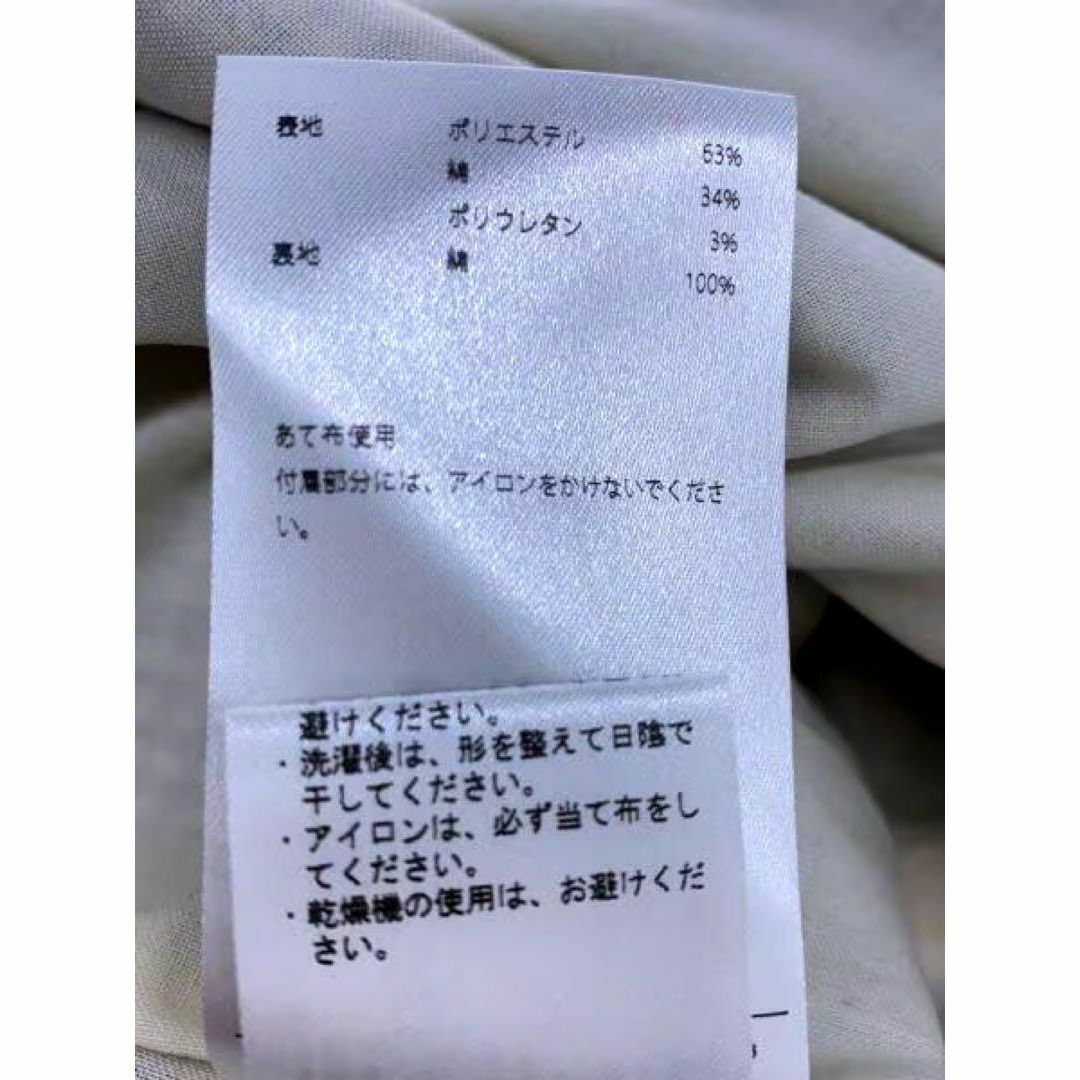 表地 ポリエステル 63%
綿 34%
ポリウレタン 3%
裏地 綿 100%
あて布使用
付属部分には、アイロンをかけないでくださ
い。
避けください。
・洗濯後は、形を整えて日陰で
干してください。
・アイロンは、必ず当て布をし
てください。
・乾燥機の使用は、お避けくだ
さい。